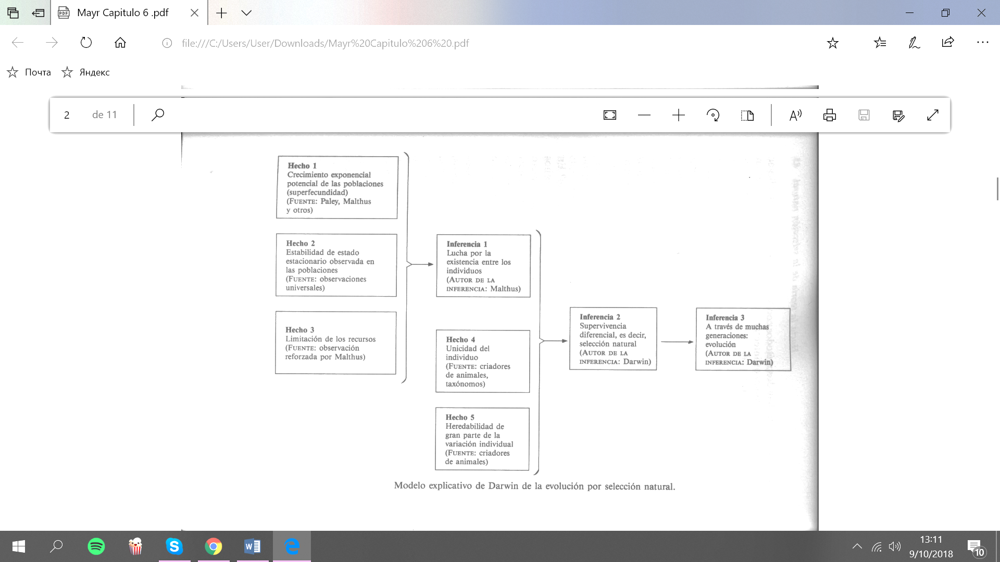 Mayr Capitulo 6 .pdf
file:///C:/Users/User/Downloads/Mayr%20Capitulo%206%20.pdf
Почта
Яндекс
2 de 11
Hecho 1
Crecimiento exponencial
potencial de las poblaciones
(superfecundidad)
(FUENTE: Paley, Malthus
y otros)
Hecho 2
Estabilidad de estado
estacionario observada en
las poblaciones
(FUENTE: observaciones
universales)
Hecho 3
Limitación de los recursos
(FUENTE: observación
reforzada por Malthus)
Inferencia 1
Lucha por la
existencia entre los
individuos
(AUTOR DE LA
INFERENCIA: Malthus)
Hecho 4
Unicidad del
individuo
(FUENTE: criadores
de animales,
taxónomos)
Hecho 5
Heredabilidad de
gran parte de la
variación individual
(FUENTE: criadores
de animales)
Inferencia 2
Supervivencia
diferencial, es decir,
selección natural
(AUTOR DE LA
INFERENCIA: Darwin)
Inferencia 3
A través de muchas
generaciones:
evolución
(AUTOR DE LA
INFERENCIA: Darwin)
Modelo explicativo de Darwin de la evolución por selección natural.
13:11
9/10/2018
10